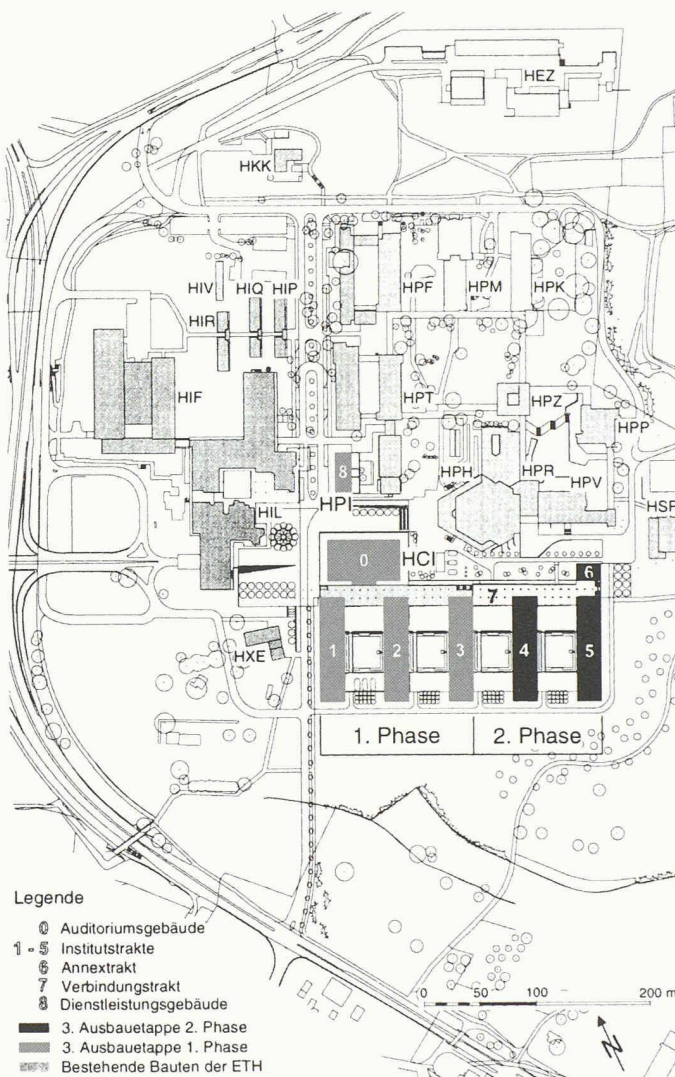 HEZ
HKK
HIV HIQ HIP HPF HPM HPK
HIR
HIF HPT HPZ HPP
8 HPH HPR HPV
HPI HSP
HIL
0 HCI
6
7
1 2 3 4 5
HXE
1. Phase 2. Phase
Legende
0 Auditoriumsgebäude
1 - 5 Institutstrakte
6 Annextrakt
7 Verbindungstrakt
8 Dienstleistungsgebäude
3. Ausbauetappe 2. Phase
3. Ausbauetappe 1. Phase
Bestehende Bauten der ETH
0 50 100 200 m
N